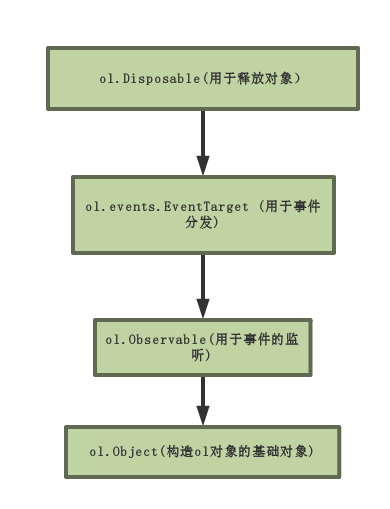 ol.Disposable(用于释放对象）
ol.events.EventTarget (用于事件
分发)
ol.Observable(用于事件的监
听)
ol.Object(构造ol对象的基础对象)